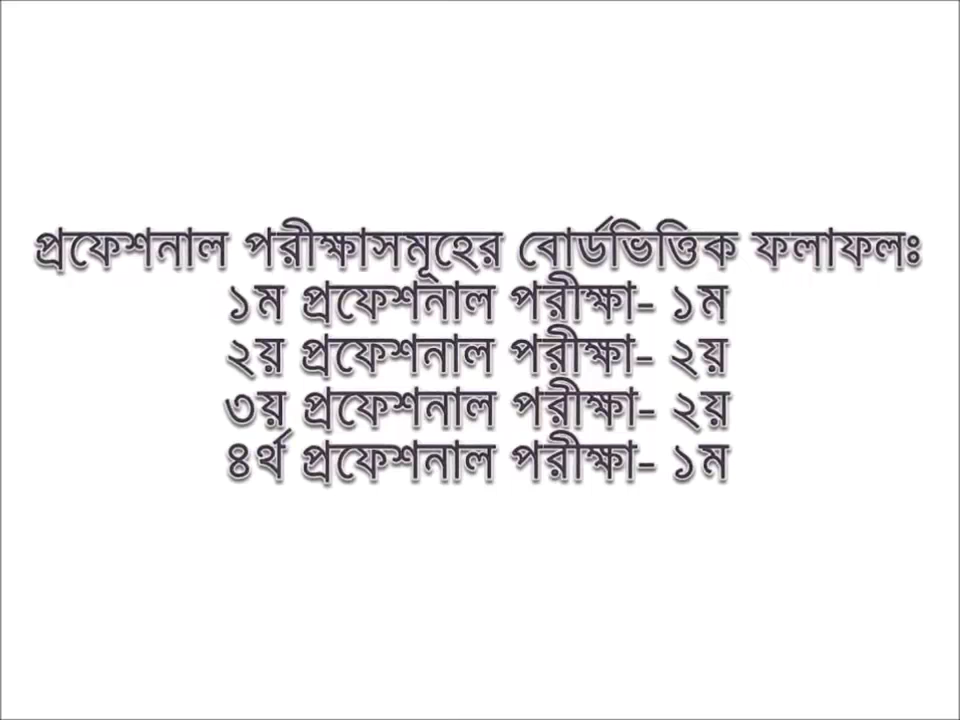 প্রফেশনাল পরীক্ষাসমূহের বোর্ডভিত্তিক ফলাফলঃ
১ম প্রফেশনাল পরীক্ষা- ১ম
২য় প্রফেশনাল পরীক্ষা- ২য়
৩য় প্রফেশনাল পরীক্ষা- ২য়
৪র্থ প্রফেশনাল পরীক্ষা- ১ম